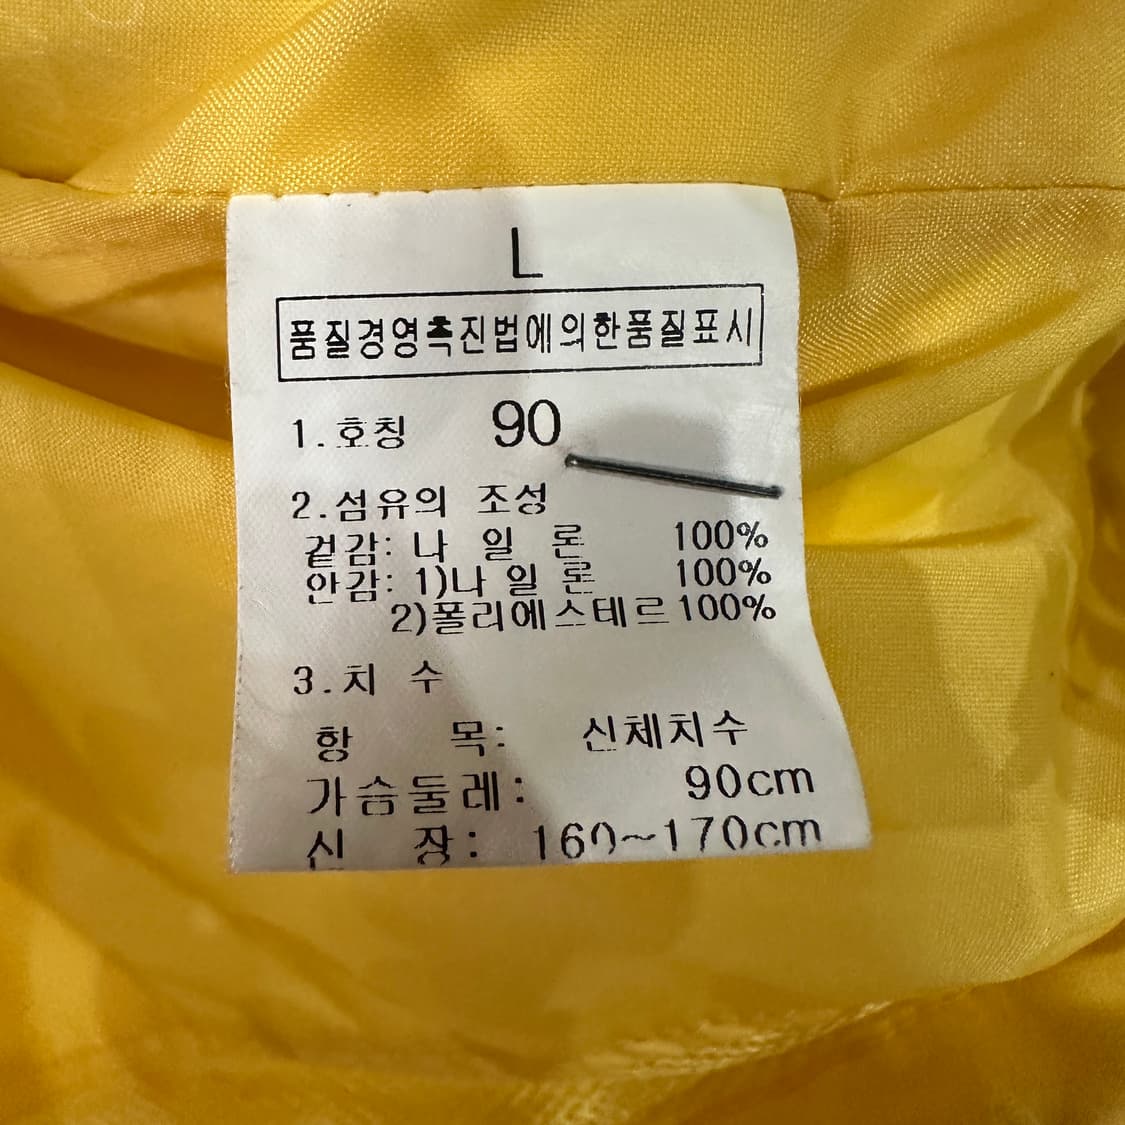 L
품질경영촉진법에의한품질표시
1.호칭 90
2.섬유의 조성
겉감: 나 일 론 100%
안감: 1)나 일 론 100%
2)폴리에스테르 100%
3.치 수
항 목: 신체치수
가슴둘레: 90cm
신 장: 160~170cm